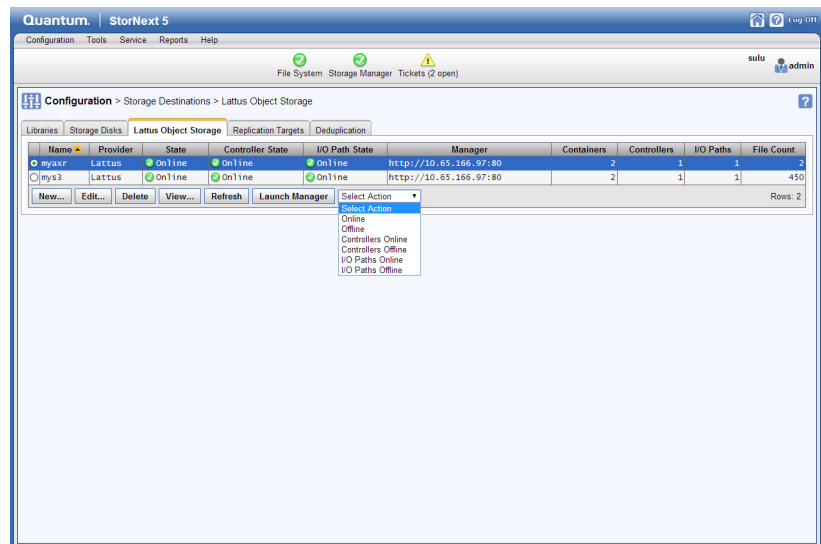 Quantum. | StorNext 5 Log Off
Configuration Tools Service Reports Help
File System Storage Manager Tickets (2 open)
sulu admin
Configuration > Storage Destinations > Lattus Object Storage ?
Libraries Storage Disks Lattus Object Storage Replication Targets Deduplication
Name Provider State Controller State I/O Path State Manager Containers Controllers I/O Paths File Count
myaxr Lattus Online Online Online http://10.65.166.97:80 2 1 1 2
mys3 Lattus Online Online Online http://10.65.166.97:80 2 1 1 450
New... Edit... Delete View... Refresh Launch Manager Select Action Rows: 2
Select Action
Online
Offline
Controllers Online
Controllers Offline
I/O Paths Online
I/O Paths Offline